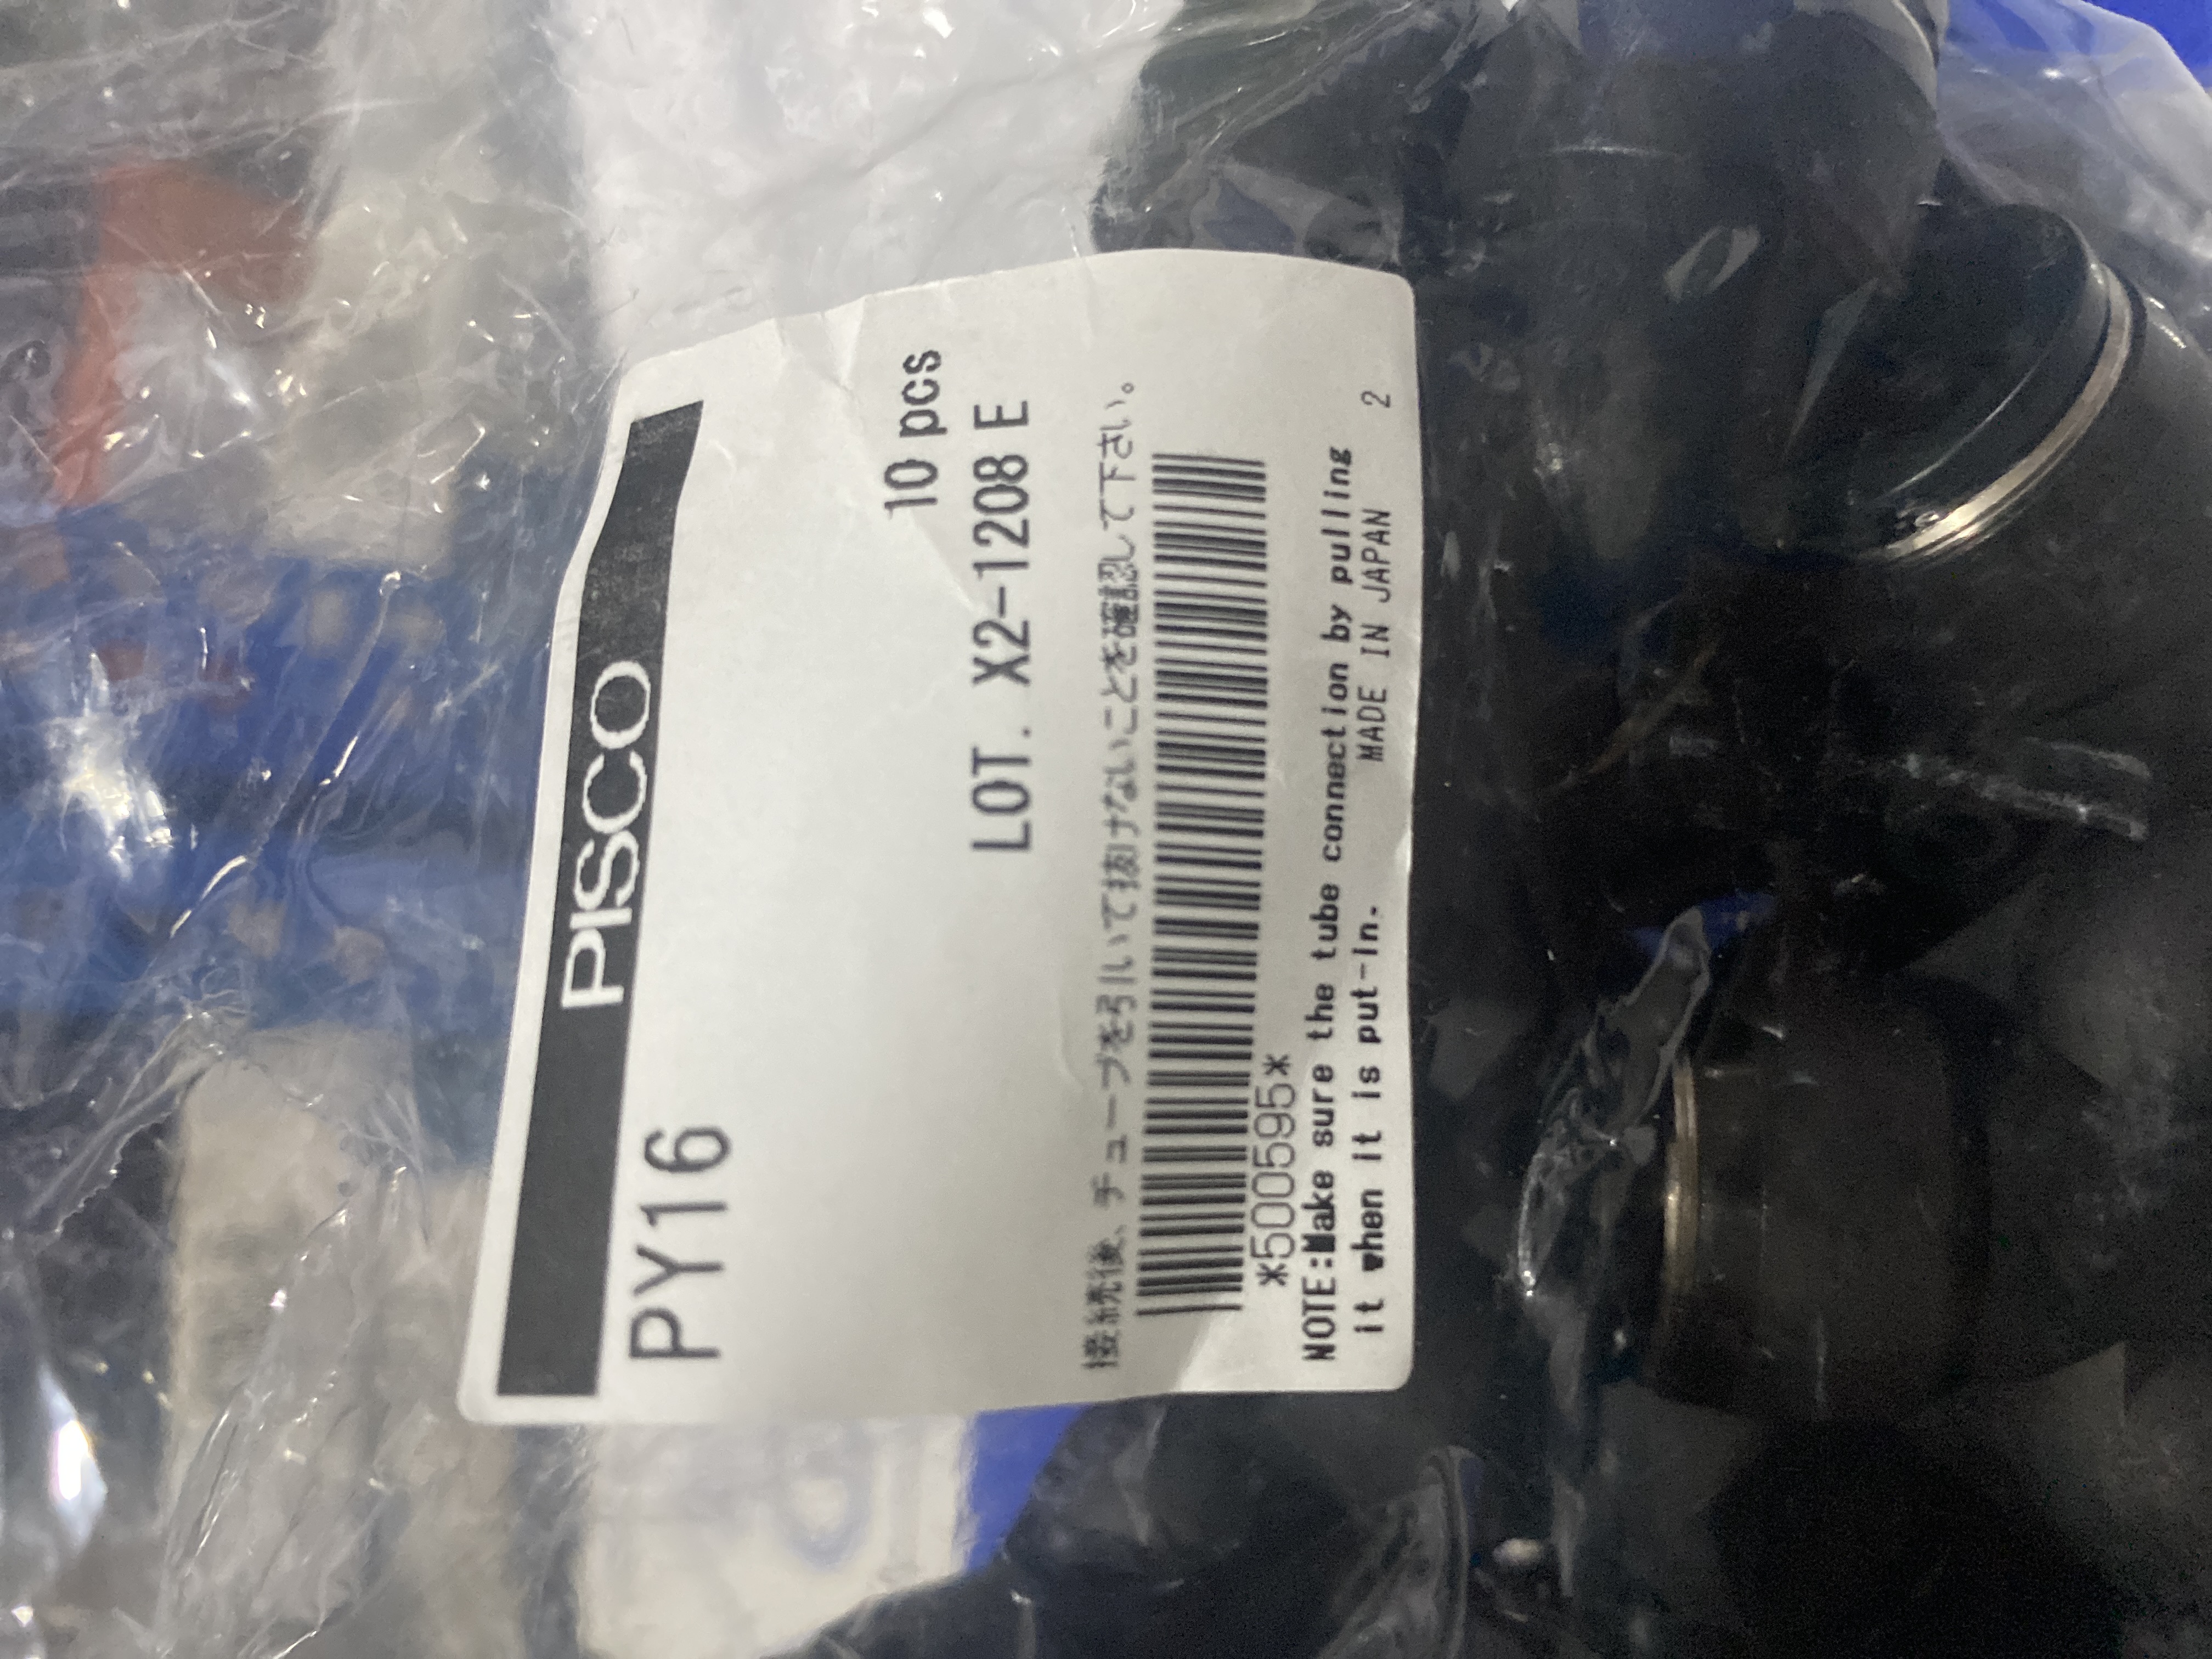 PISCO
PY16
10 pcs
LOT. X2-1208 E
接続後、チューブを引いて抜けないことを確認して下さい。
*5005595*
NOTE:Make sure the tube connection by pulling
it when it is put-in.
MADE IN JAPAN 2